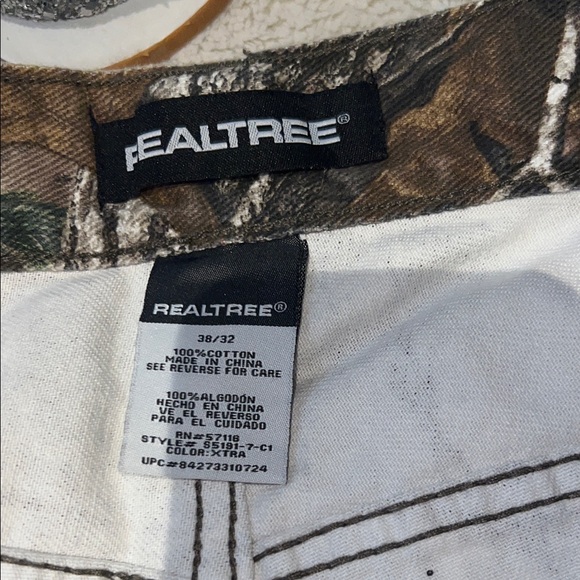 REALTREE®
REALTREE®
38/32
100%COTTON
MADE IN CHINA
SEE REVERSE FOR CARE
100%ALGODÓN
HECHO EN CHINA
VE EL REVERSO
PARA EL CUIDADO
RN#57116
STYLE# S5191-7-C1
COLOR:XTRA
UPC#84273310724